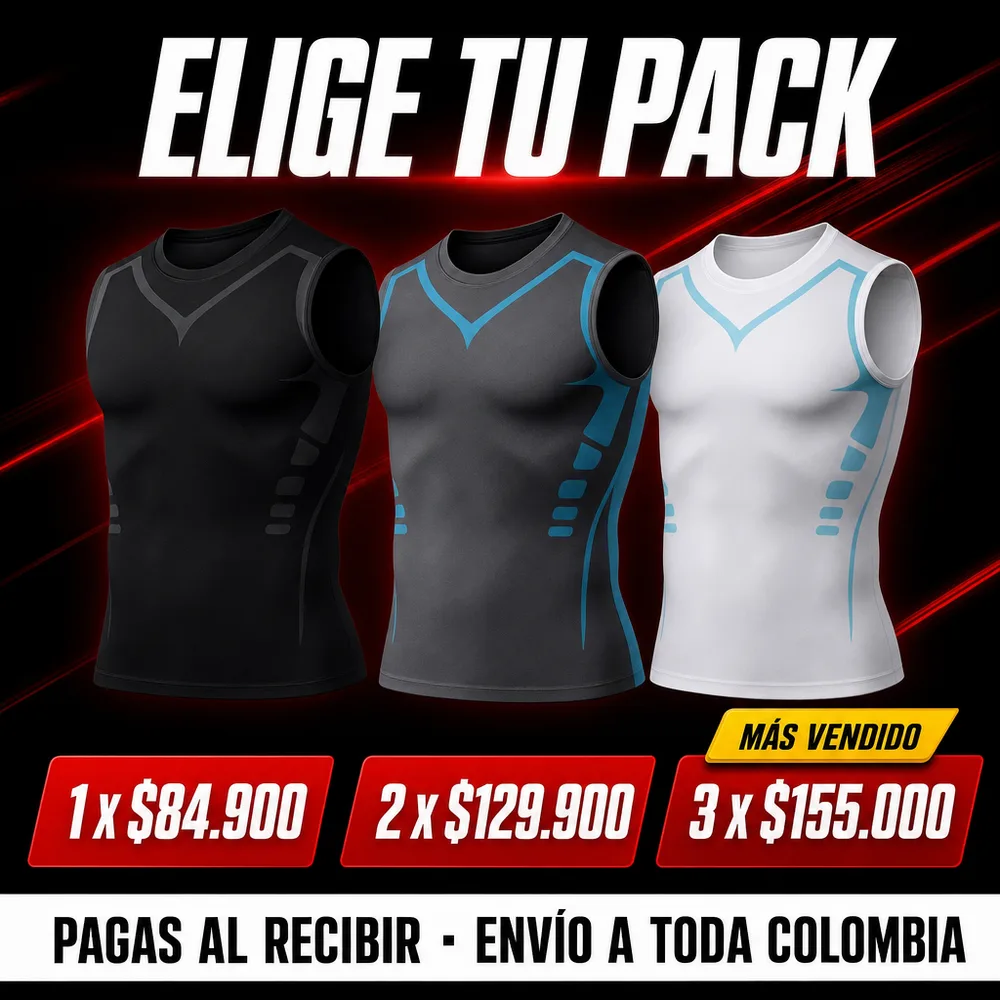 ELIGE TU PACK
MÁS VENDIDO
1 x $84.900
2 x $129.900
3 x $155.000
PAGAS AL RECIBIR · ENVÍO A TODA COLOMBIA